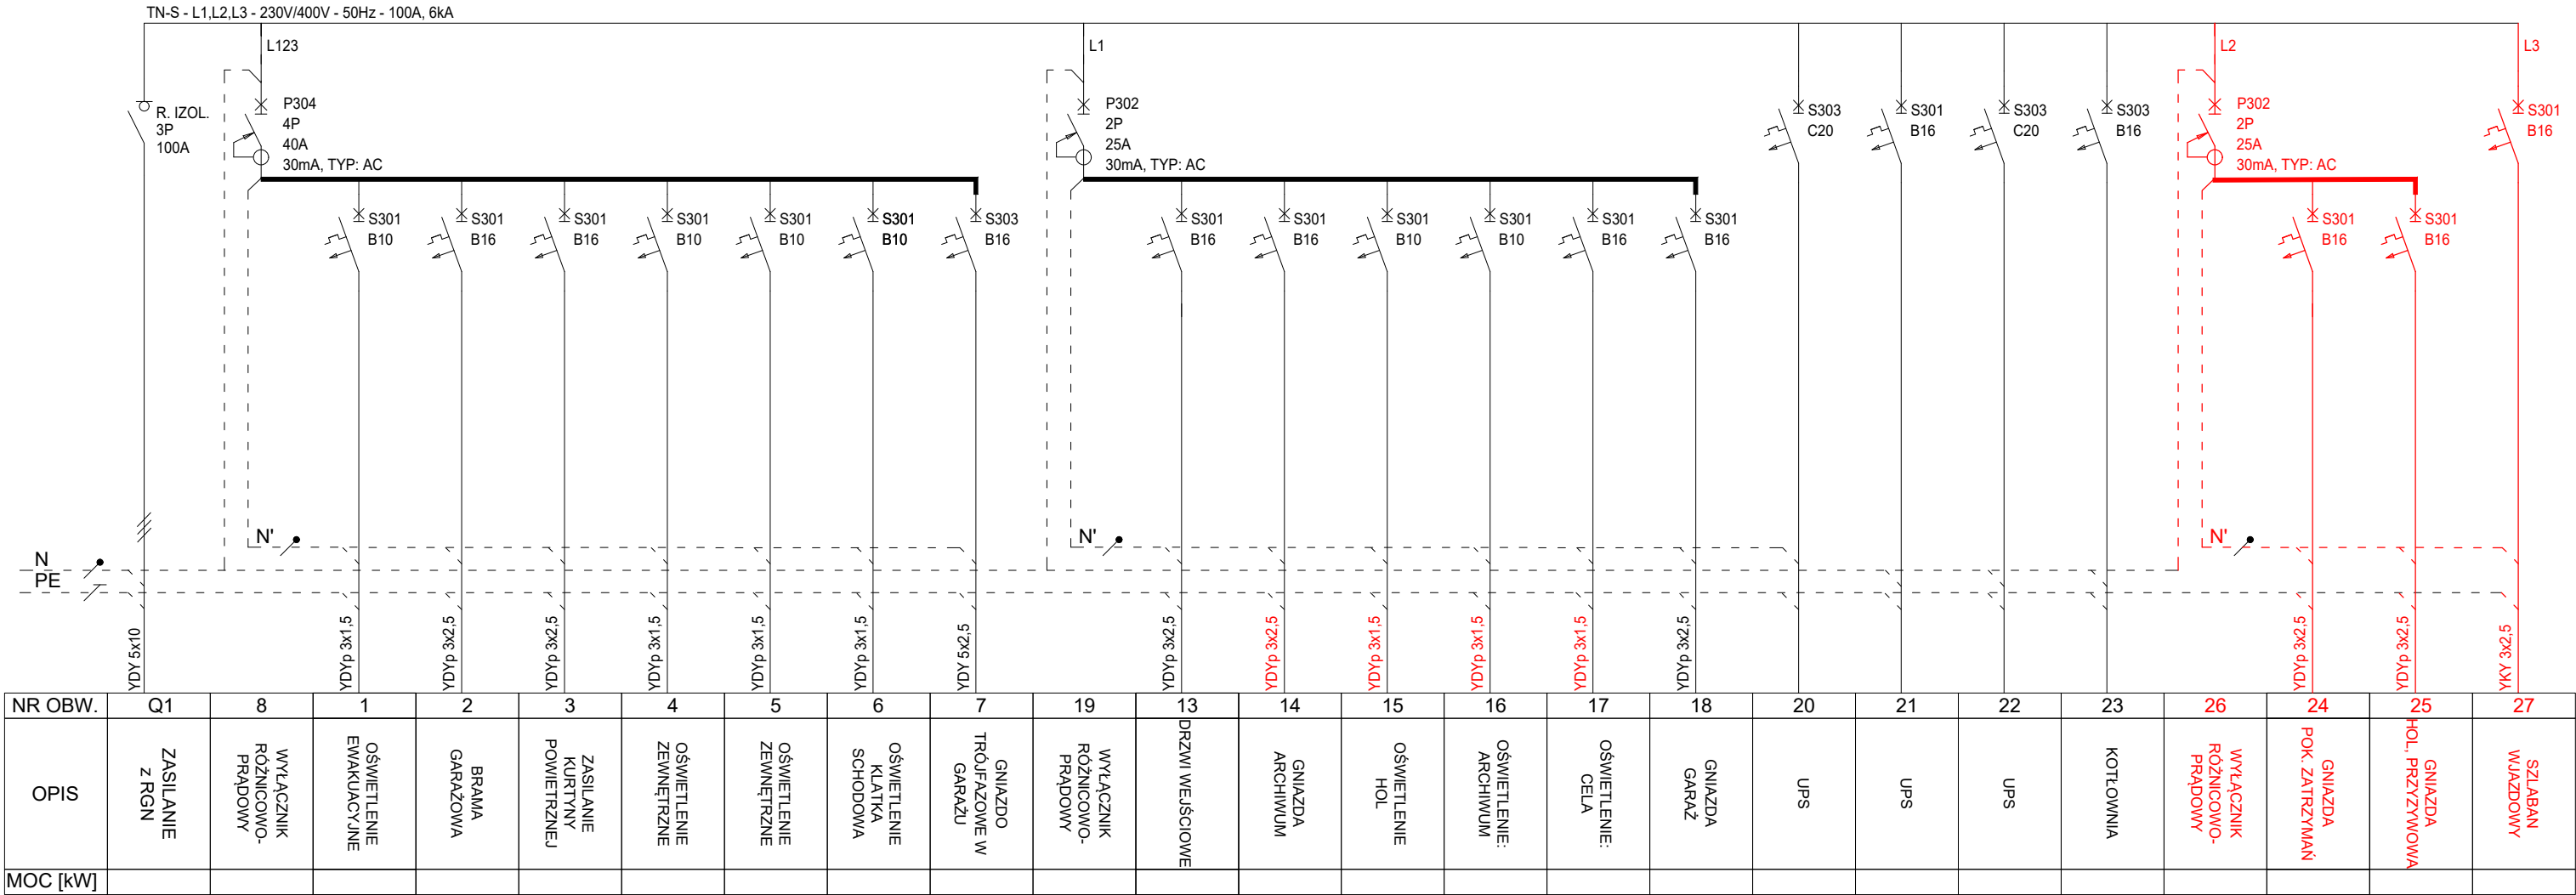 TN-S - L1,L2,L3 - 230V/400V - 50Hz - 100A, 6kA
L123
L1
L2
L3
R. IZOL.
3P
100A
P304
4P
40A
30mA, TYP: AC
P302
2P
25A
30mA, TYP: AC
S303
C20
S301
B16
S303
C20
S303
B16
P302
2P
25A
30mA, TYP: AC
S301
B16
S301
B10
S301
B16
S301
B16
S301
B10
S301
B10
S301
B10
S303
B16
S301
B16
S301
B16
S301
B10
S301
B10
S301
B16
S301
B16
S301
B16
S301
B16
N'
N'
N'
N
PE
YDY 5x10
YDYp 3x1,5
YDYp 3x2,5
YDYp 3x2,5
YDYp 3x1,5
YDYp 3x1,5
YDYp 3x1,5
YDY 5x2,5
YDYp 3x2,5
YDYp 3x2,5
YDYp 3x1,5
YDYp 3x1,5
YDYp 3x1,5
YDYp 3x2,5
YDYp 3x2,5
YDYp 3x2,5
YKY 3x2,5
NR OBW. Q1 8 1 2 3 4 5 6 7 19 13 14 15 16 17 18 20 21 22 23 26 24 25 27
OPIS
ZASILANIE
z RGN
WYŁĄCZNIK
RÓŻNICOWO-
PRĄDOWY
OŚWIETLENIE
EWAKUACYJNE
BRAMA
GARAŻOWA
ZASILANIE
KURTYNY
POWIETRZNEJ
OŚWIETLENIE
ZEWNĘTRZNE
OŚWIETLENIE
ZEWNĘTRZNE
OŚWIETLENIE
KLATKA
SCHODOWA
GNIAZDO
TRÓJFAZOWE W
GARAŻU
WYŁĄCZNIK
RÓŻNICOWO-
PRĄDOWY
DRZWI WEJŚCIOWE
GNIAZDA
ARCHIWUM
OŚWIETLENIE
HOL
OŚWIETLENIE:
ARCHIWUM
OŚWIETLENIE:
CELA
GNIAZDA
GARAŻ
UPS
UPS
UPS
KOTŁOWNIA
WYŁĄCZNIK
RÓŻNICOWO-
PRĄDOWY
GNIAZDA
POK. ZATRZYMAŃ
GNIAZDA
HOL, PRZYZYWOWA
SZLABAN
WJAZDOWY
MOC [kW]